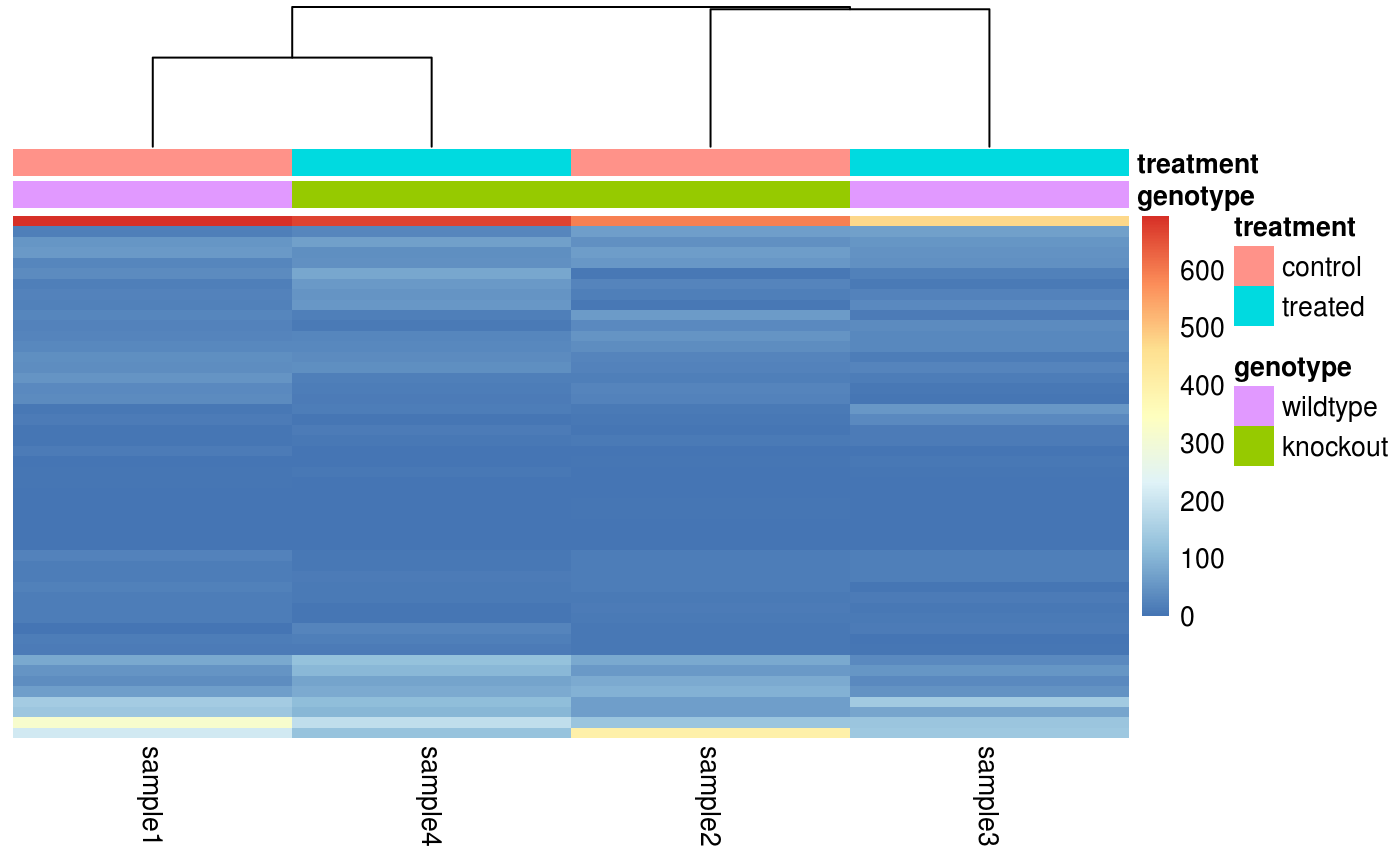 treatment
genotype
treatment
control
treated
genotype
wildtype
knockout
600
500
400
300
200
100
0
sample1
sample4
sample2
sample3